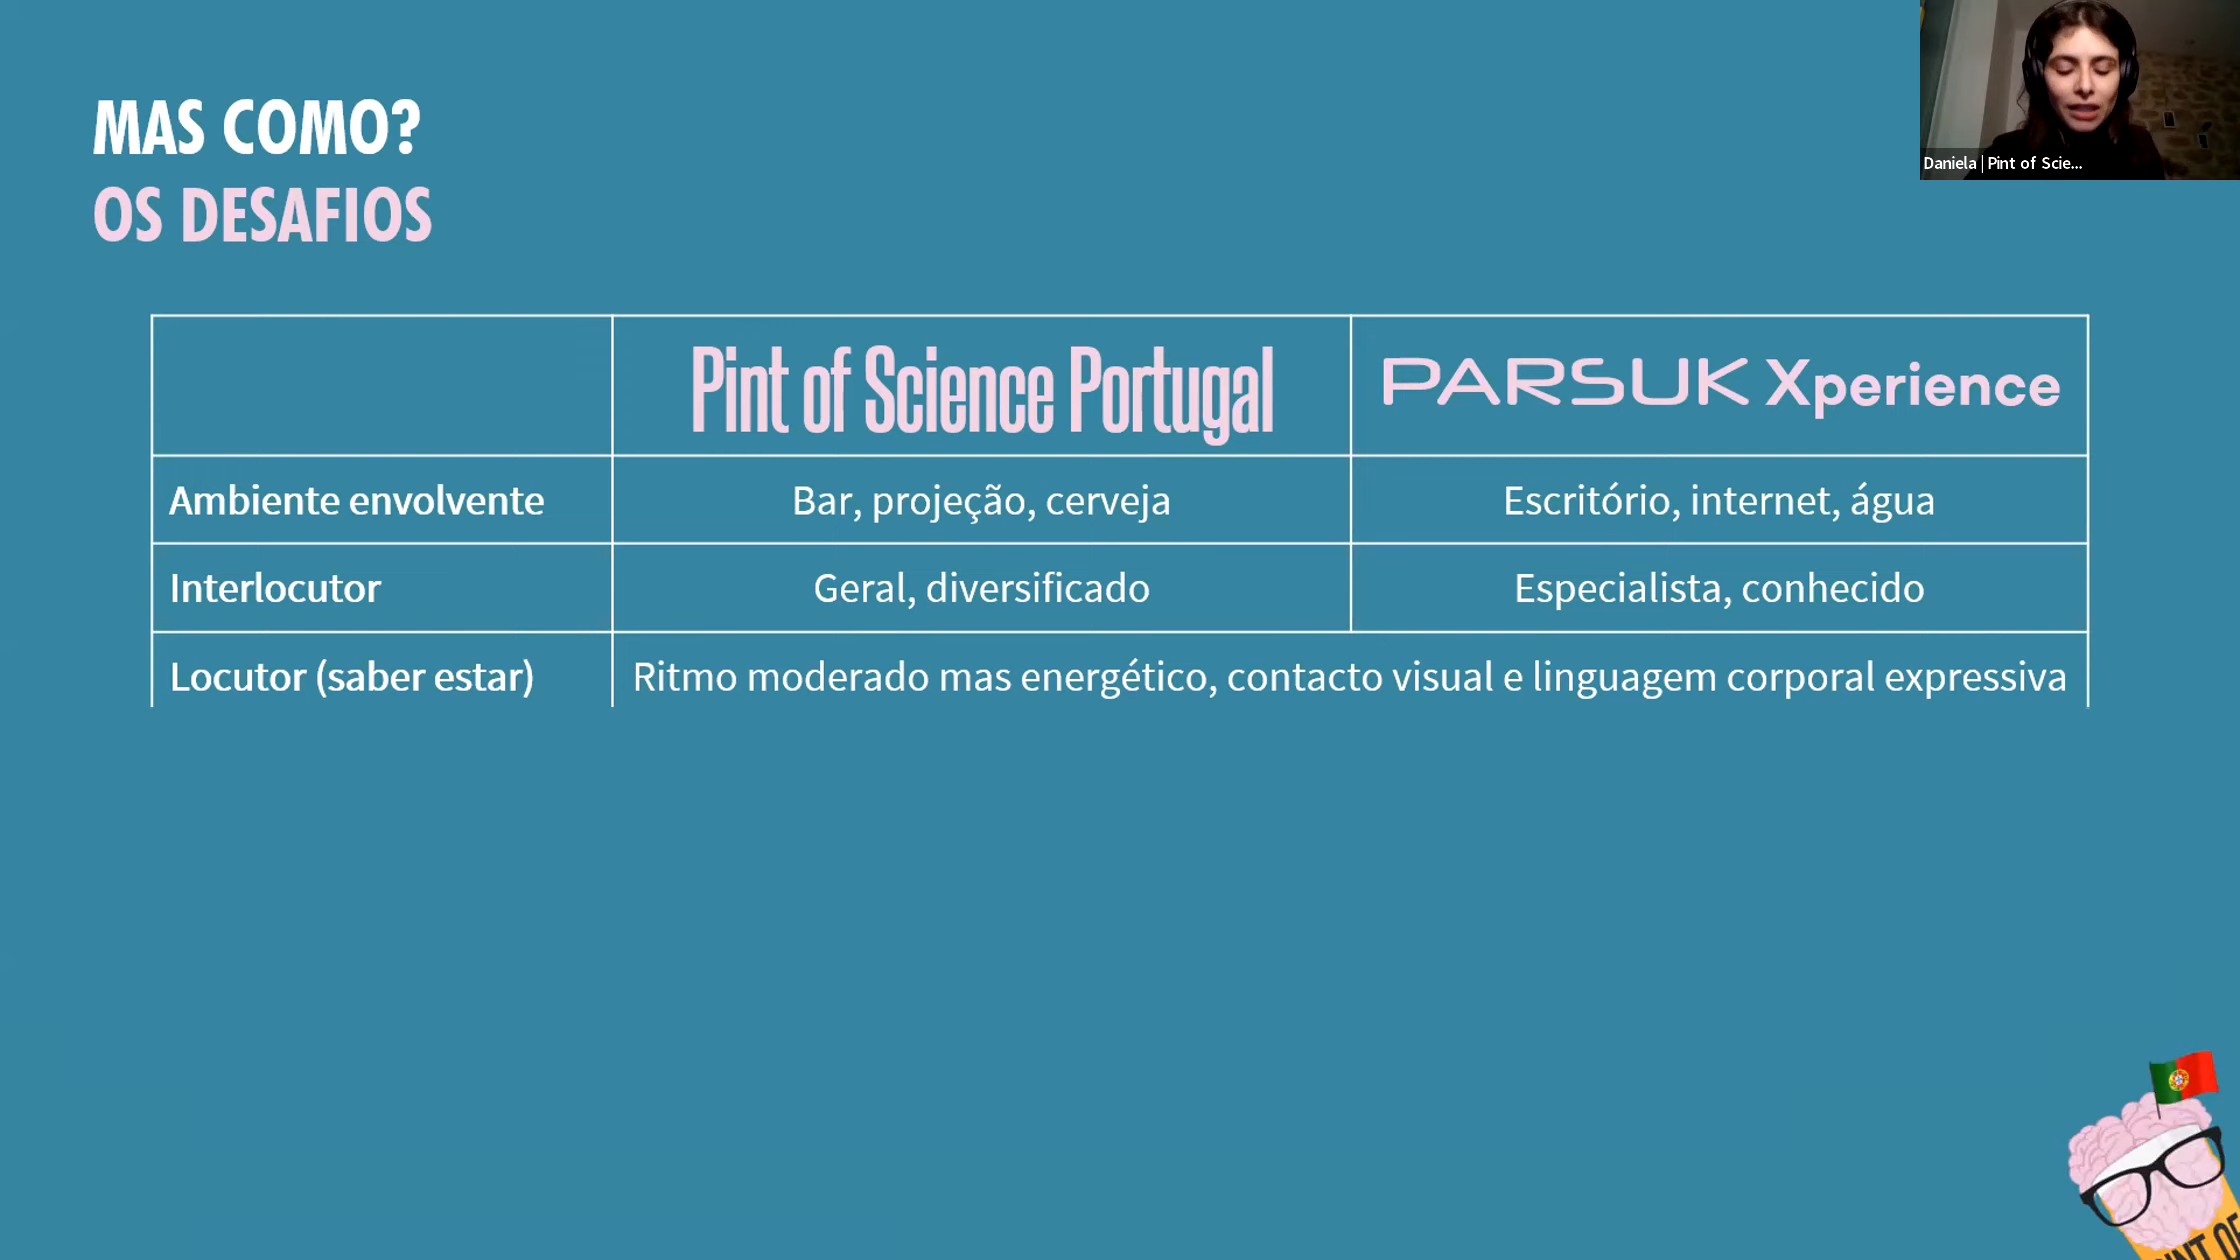 MAS COMO?
OS DESAFIOS
Daniela | Pint of Scie...
Pint of Science Portugal
PARSUK Xperience
Ambiente envolvente
Bar, projeção, cerveja
Escritório, internet, água
Interlocutor
Geral, diversificado
Especialista, conhecido
Locutor (saber estar)
Ritmo moderado mas energético, contacto visual e linguagem corporal expressiva
PINT OF